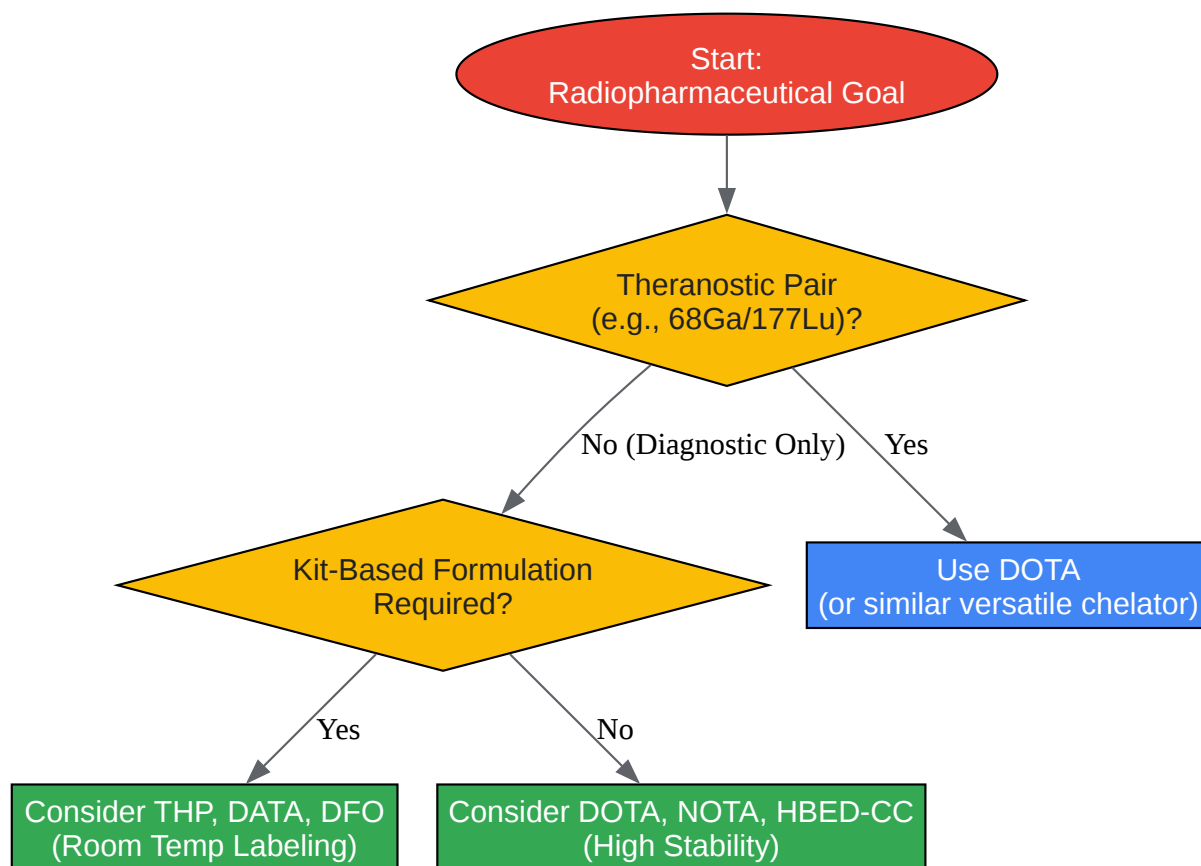 Start:
Radiopharmaceutical Goal
Theranostic Pair
(e.g., 68Ga/177Lu)?
No (Diagnostic Only)
Yes
Kit-Based Formulation
Required?
Use DOTA
(or similar versatile chelator)
Yes
No
Consider THP, DATA, DFO
(Room Temp Labeling)
Consider DOTA, NOTA, HBED-CC
(High Stability)